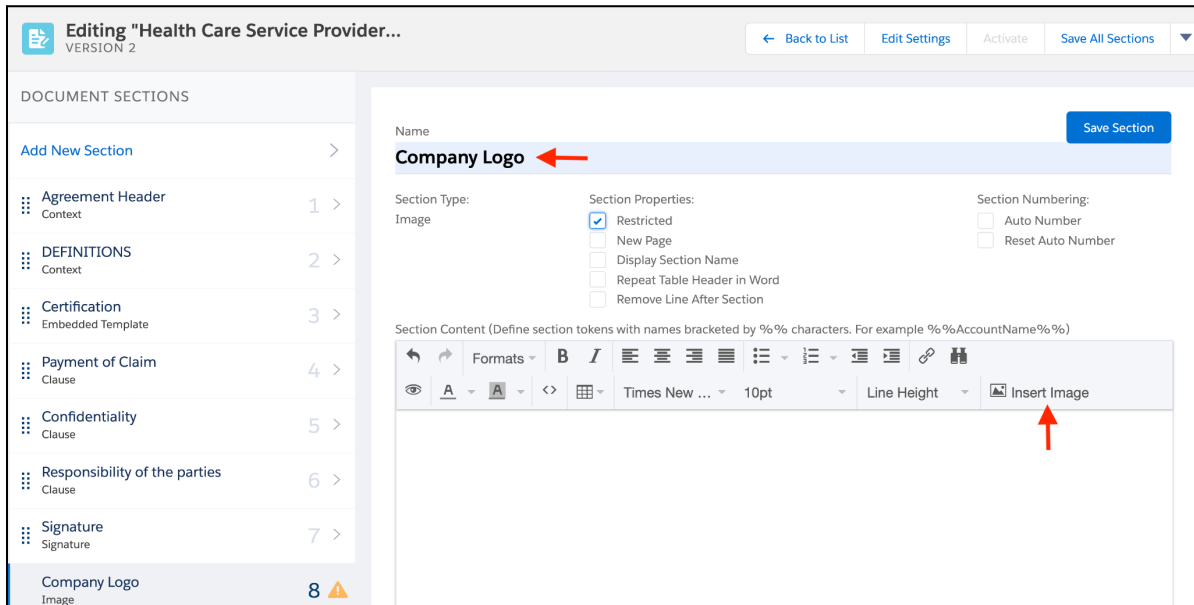 Editing "Health Care Service Provider...
VERSION 2
← Back to List
Edit Settings
Activate
Save All Sections
DOCUMENT SECTIONS
Add New Section
Agreement Header
1
Context
DEFINITIONS
2
Context
Certification
3
Embedded Template
Payment of Claim
4
Clause
Confidentiality
5
Clause
Responsibility of the parties
6
Clause
Signature
7
Signature
Company Logo
8
Image
Name
Save Section
Company Logo
Section Type:
Image
Section Properties:
Restricted
New Page
Display Section Name
Repeat Table Header in Word
Remove Line After Section
Section Numbering:
Auto Number
Reset Auto Number
Section Content (Define section tokens with names bracketed by %% characters. For example %%AccountName%%)
Formats
B I
A A <> Times New ... 10pt Line Height Insert Image